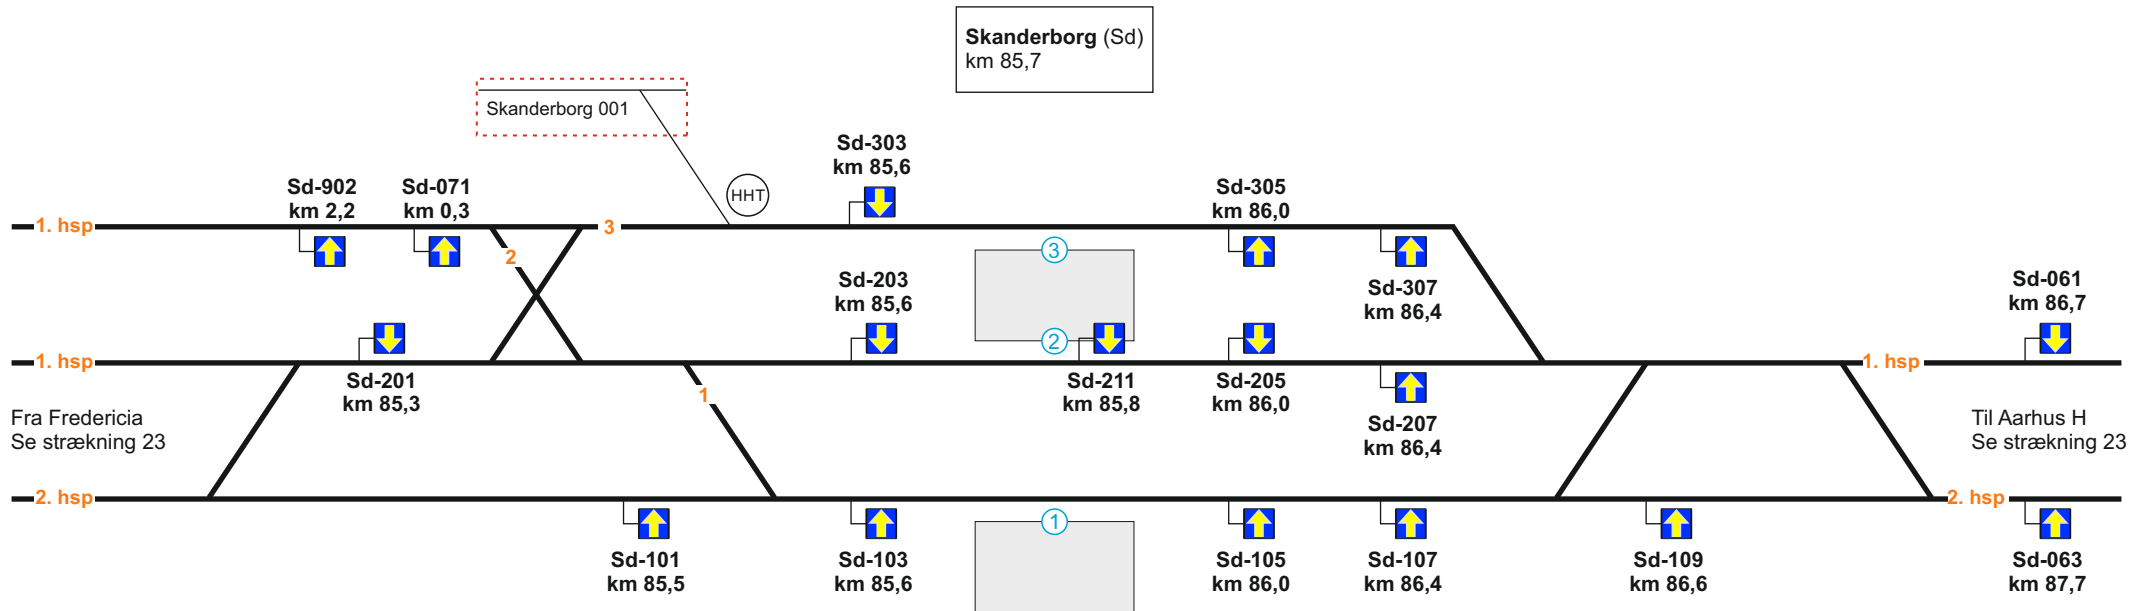 Skanderborg (Sd)
km 85,7
Skanderborg 001
HHT
Sd-303
km 85,6
Sd-902
km 2,2
Sd-071
km 0,3
Sd-305
km 86,0
1. hsp
3
2
3
Sd-203
km 85,6
Sd-307
km 86,4
Sd-061
km 86,7
2
1. hsp
1. hsp
Sd-201
km 85,3
1
Sd-211
km 85,8
Sd-205
km 86,0
Sd-207
km 86,4
Fra Fredericia
Se strækning 23
Til Aarhus H
Se strækning 23
2. hsp
2. hsp
1
Sd-101
km 85,5
Sd-103
km 85,6
Sd-105
km 86,0
Sd-107
km 86,4
Sd-109
km 86,6
Sd-063
km 87,7